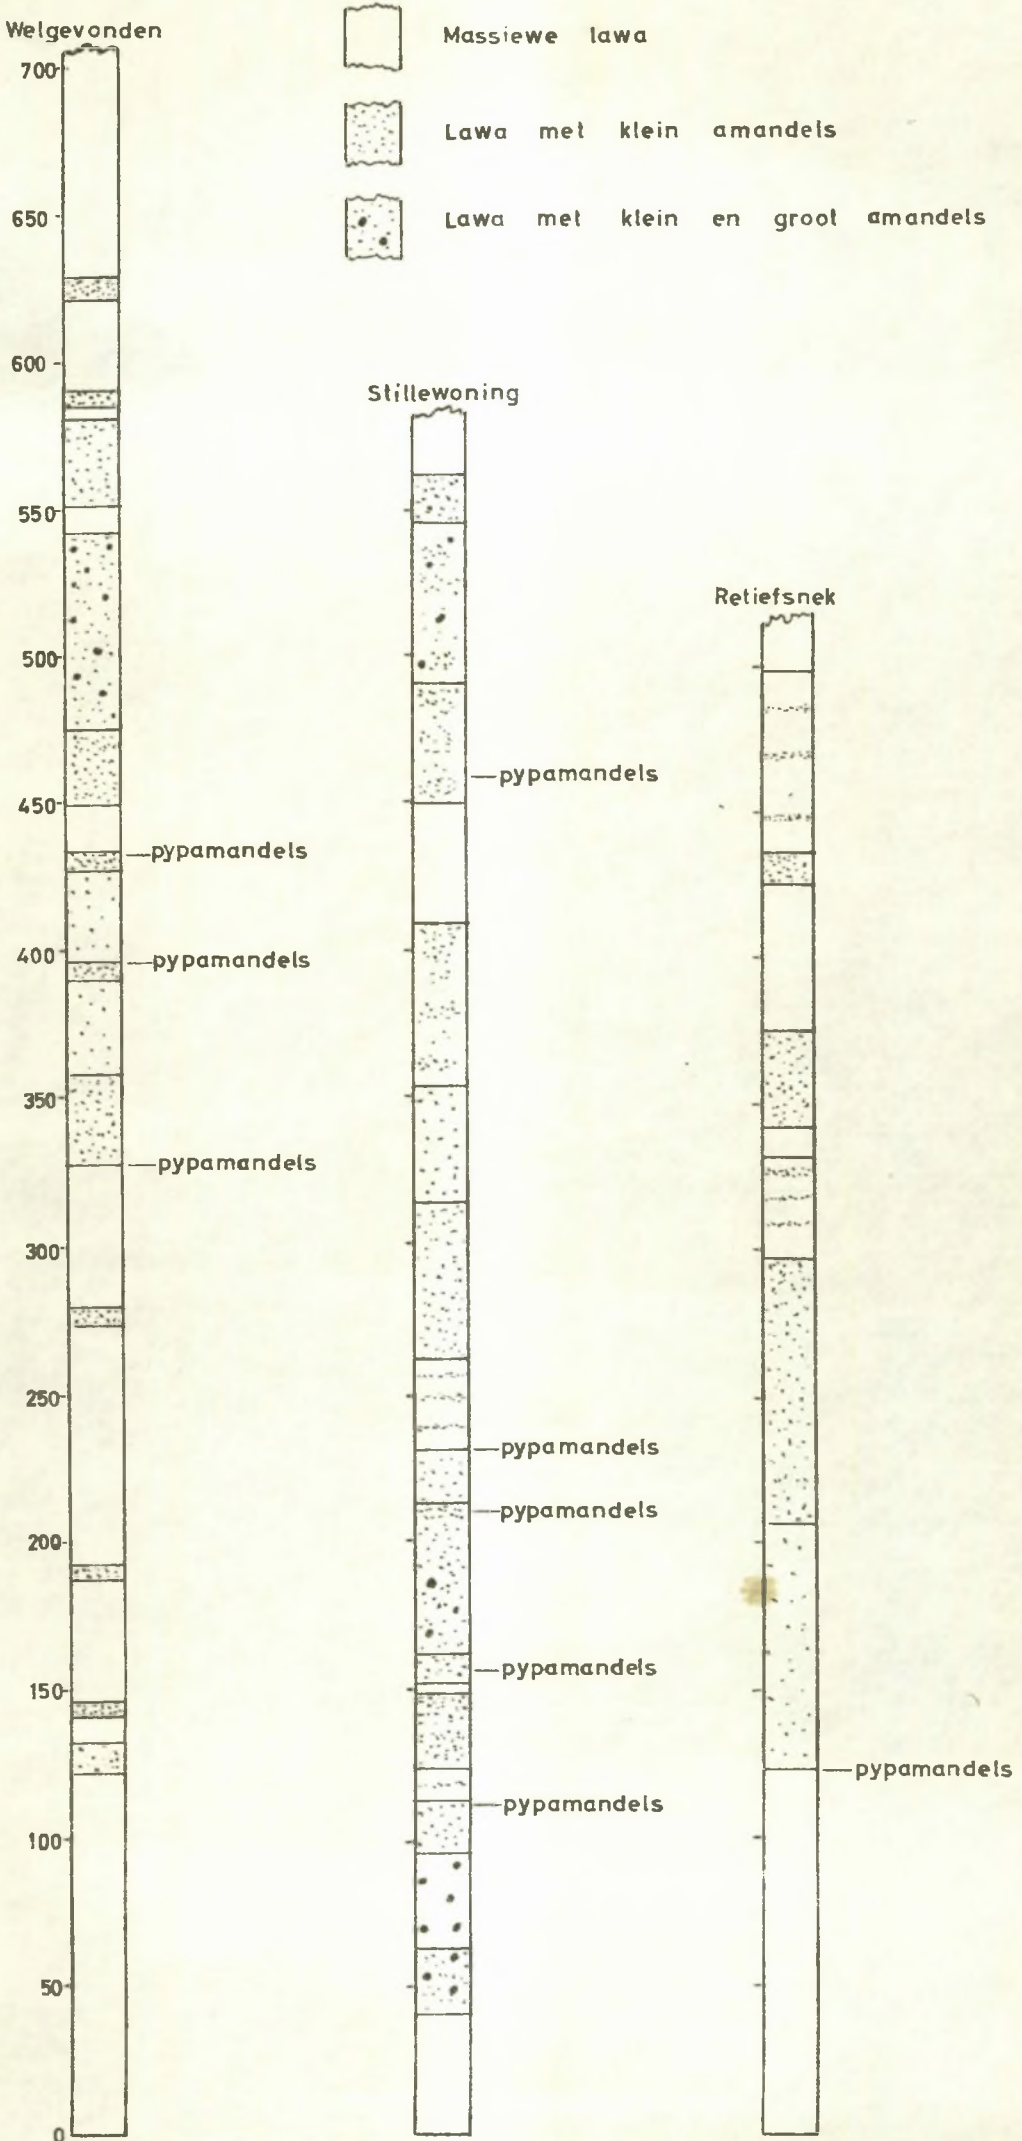 Welgevonden
Massiewe lawa
Lawa met klein amandels
Lawa met klein en groot amandels
700
650
600
550
500
450
400
350
300
250
200
150
100
50
0
pypamandels
pypamandels
pypamandels
Stillewoning
pypamandels
pypamandels
pypamandels
pypamandels
pypamandels
Retiefsnek
pypamandels